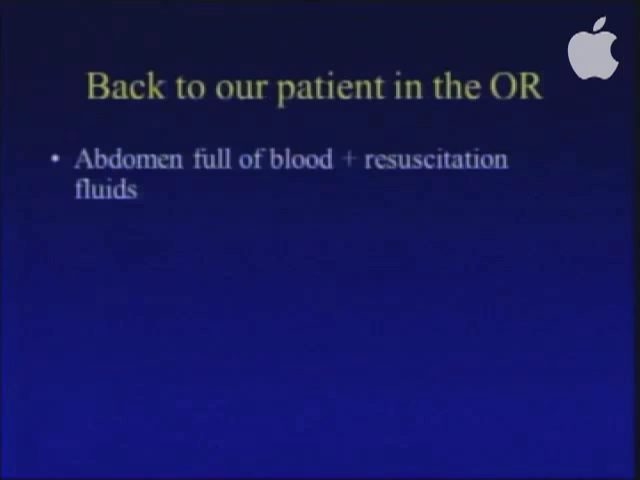 Back to our patient in the OR
• Abdomen full of blood + resuscitation
fluids